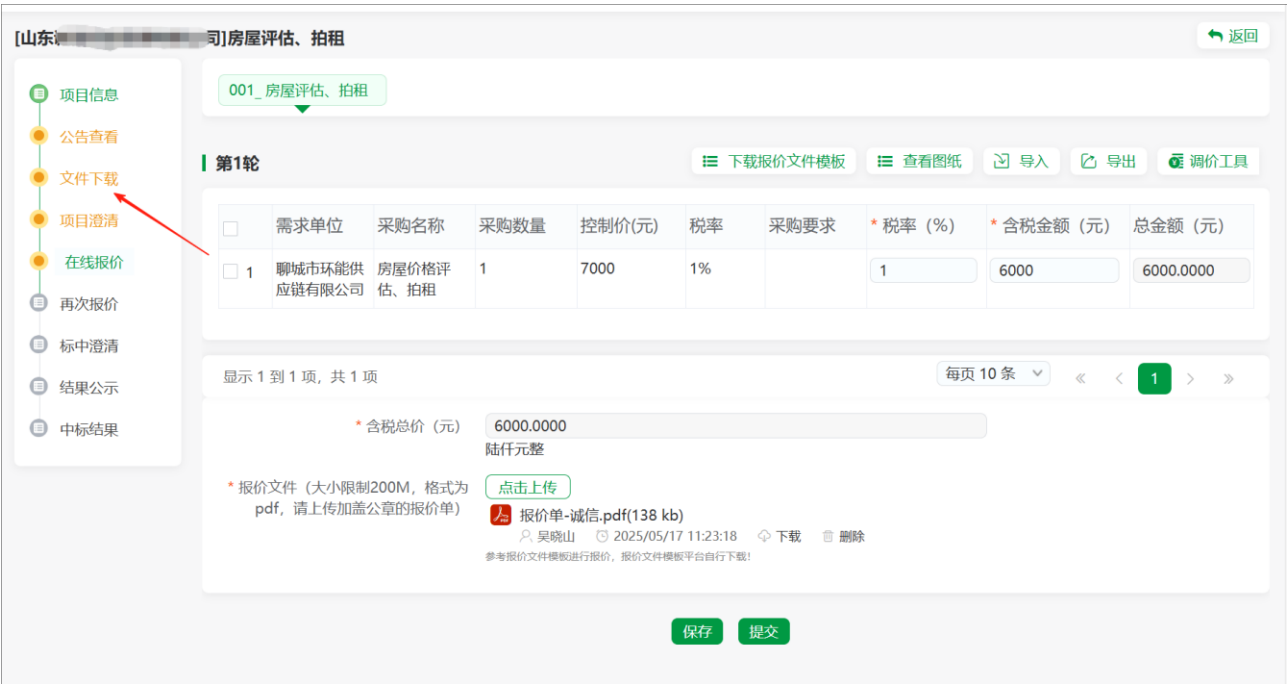 [山东
司]房屋评估、拍租
返回
项目信息
公告查看
文件下载
项目澄清
在线报价
再次报价
标中澄清
结果公示
中标结果
001_ 房屋评估、拍租
第1轮
下载报价文件模板
查看图纸
导入
导出
调价工具
需求单位 采购名称 采购数量 控制价(元) 税率 采购要求 * 税率（%） * 含税金额（元） 总金额（元）
1 聊城市环能供 房屋价格评 1 7000 1% 1 6000 6000.0000
应链有限公司 估、拍租
显示 1 到 1 项，共 1 项
每页 10 条
« < 1 > »
* 含税总价（元） 6000.0000
陆仟元整
* 报价文件（大小限制200M，格式为 点击上传
pdf，请上传加盖公章的报价单）
报价单-诚信.pdf(138 kb)
吴晓山 2025/05/17 11:23:18 下载 删除
参考报价文件模板进行报价，报价文件模板平台自行下载！
保存 提交